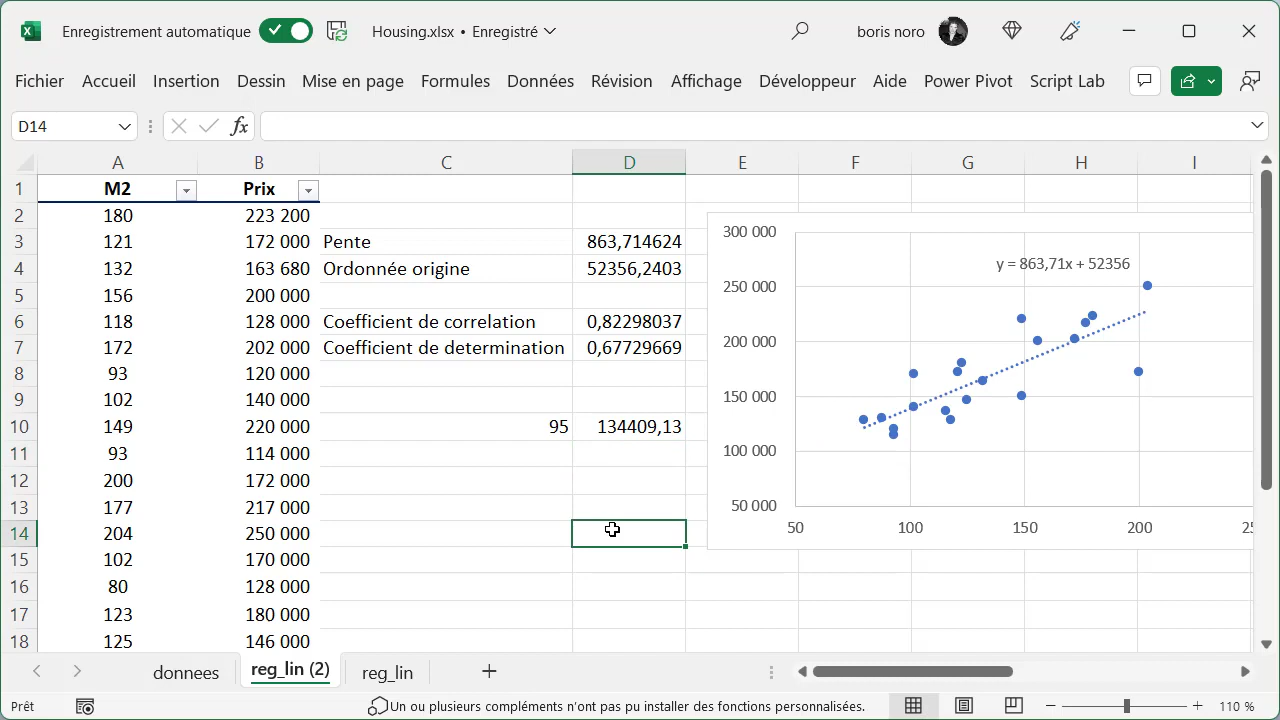 Enregistrement automatique Housing.xlsx • Enregistré boris noro
Fichier Accueil Insertion Dessin Mise en page Formules Données Révision Affichage Développeur Aide Power Pivot Script Lab
D14 fx
A B C D E F G H I
1 M2 Prix
2 180 223 200
3 121 172 000 Pente 863,714624
4 132 163 680 Ordonnée origine 52356,2403
5 156 200 000
6 118 128 000 Coefficient de correlation 0,82298037
7 172 202 000 Coefficient de determination 0,67729669
8 93 120 000
9 102 140 000
10 149 220 000 95 134409,13
11 93 114 000
12 200 172 000
13 177 217 000
14 204 250 000
15 102 170 000
16 80 128 000
17 123 180 000
18 125 146 000
300 000
y = 863,71x + 52356
250 000
200 000
150 000
100 000
50 000
50 100 150 200 25
donnees reg_lin (2) reg_lin
Prêt Un ou plusieurs compléments n'ont pas pu installer des fonctions personnalisées. 110 %